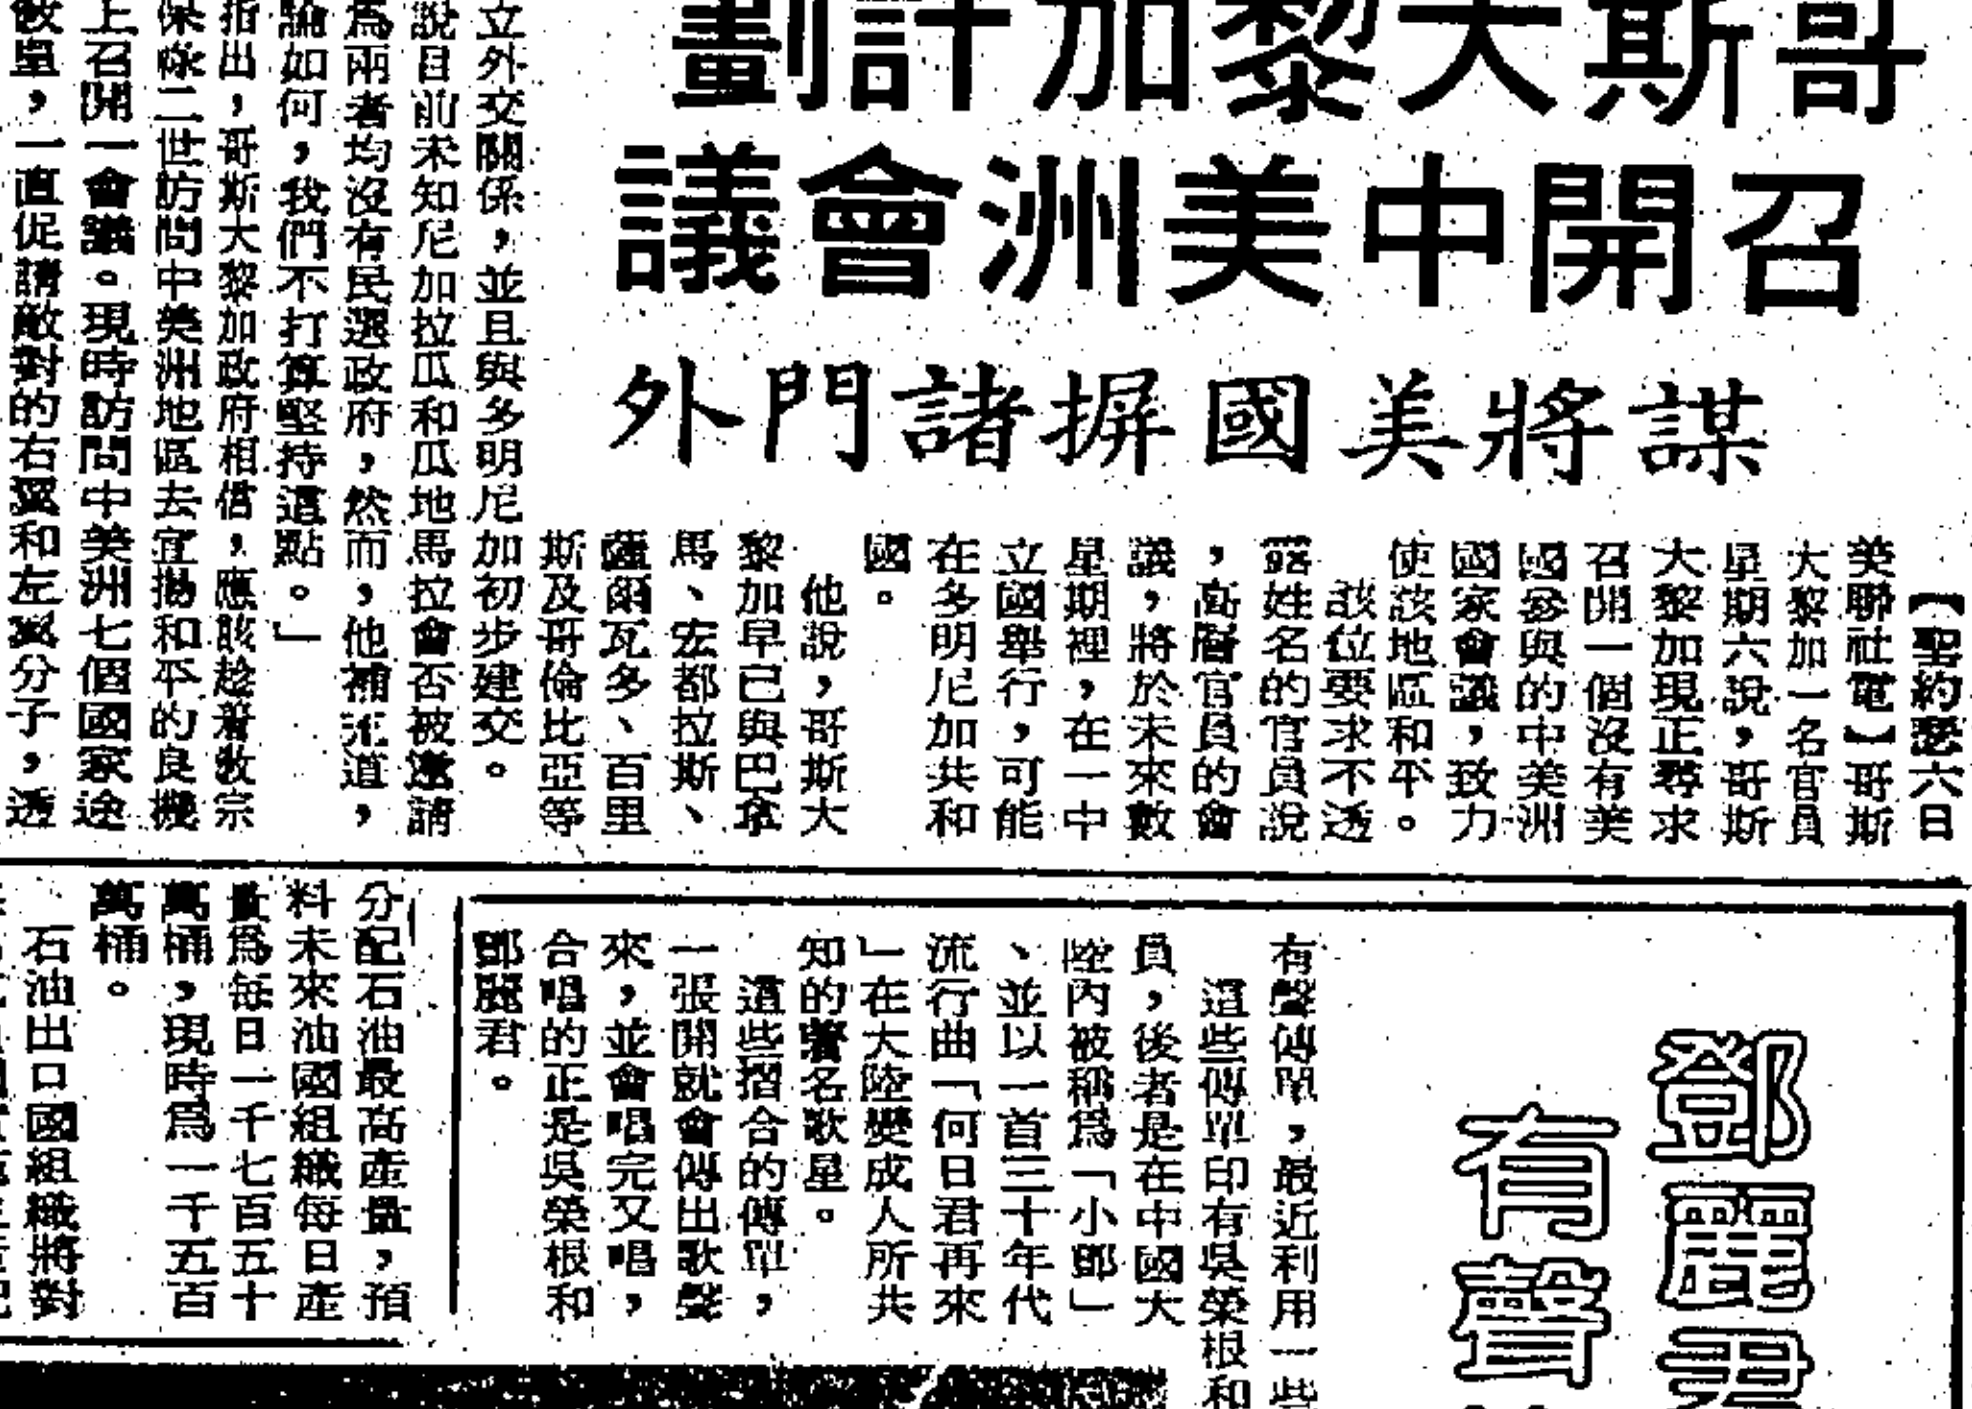 哥斯大黎加計劃
召開中美洲會議
謀將美國摒諸門外
【聖約瑟六日
美聯社電】哥斯
大黎加一名官員
星期六說，哥斯
大黎加現正尋求
召開一個沒有美
國參與的中美洲
國家會議，致力
使該地區和平。
該位要求不透
露姓名的官員說
，高層官員的會
議，將於未來數
星期裡，在一中
立國舉行，可能
在多明尼加共和
國。
他說，哥斯大
黎加早已與巴拿
馬、宏都拉斯、
薩爾瓦多、百里
斯及哥倫比亞等
立外交關係，並且與多明尼加初步建交。
說目前未知尼加拉瓜和瓜地馬拉會否被邀請
為兩者均沒有民選政府，然而，他補充道，
論如何，我們不打算堅持這點。」
指出，哥斯大黎加政府相信，應該趁着教宗
保祿二世訪問中美洲地區去宣揚和平的良機
上召開一會議。現時訪問中美洲七個國家途
教皇，一直促請敵對的右翼和左翼分子，透
鄧麗君
有聲
有聲傳單，最近利用一些
這些傳單印有吳榮根和
員，後者是在中國大
陸內被稱爲「小鄧」
、並以一首三十年代
流行曲「何日君再來
」在大陸變成人所共
知的著名歌星。
這些摺合的傳單，
一張開就會傳出歌聲
來，並會唱完又唱，
合唱的正是吳榮根和
鄧麗君。
分配石油最高產量，預
料未來油國組織每日產
量爲每日一千七百五十
萬桶，現時爲一千五百
萬桶。
石油出口國組織將對